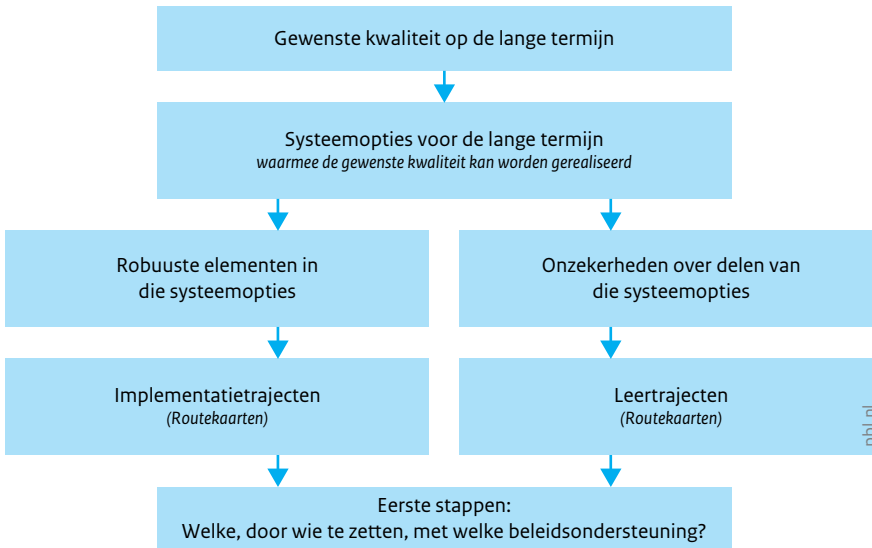 Gewenste kwaliteit op de lange termijn
Systeemopties voor de lange termijn
waarmee de gewenste kwaliteit kan worden gerealiseerd
Robuuste elementen in
die systeemopties
Onzekerheden over delen van
die systeemopties
Implementatietrajecten
(Routekaarten)
Leertrajecten
(Routekaarten)
pbl.nl
Eerste stappen:
Welke, door wie te zetten, met welke beleidsondersteuning?